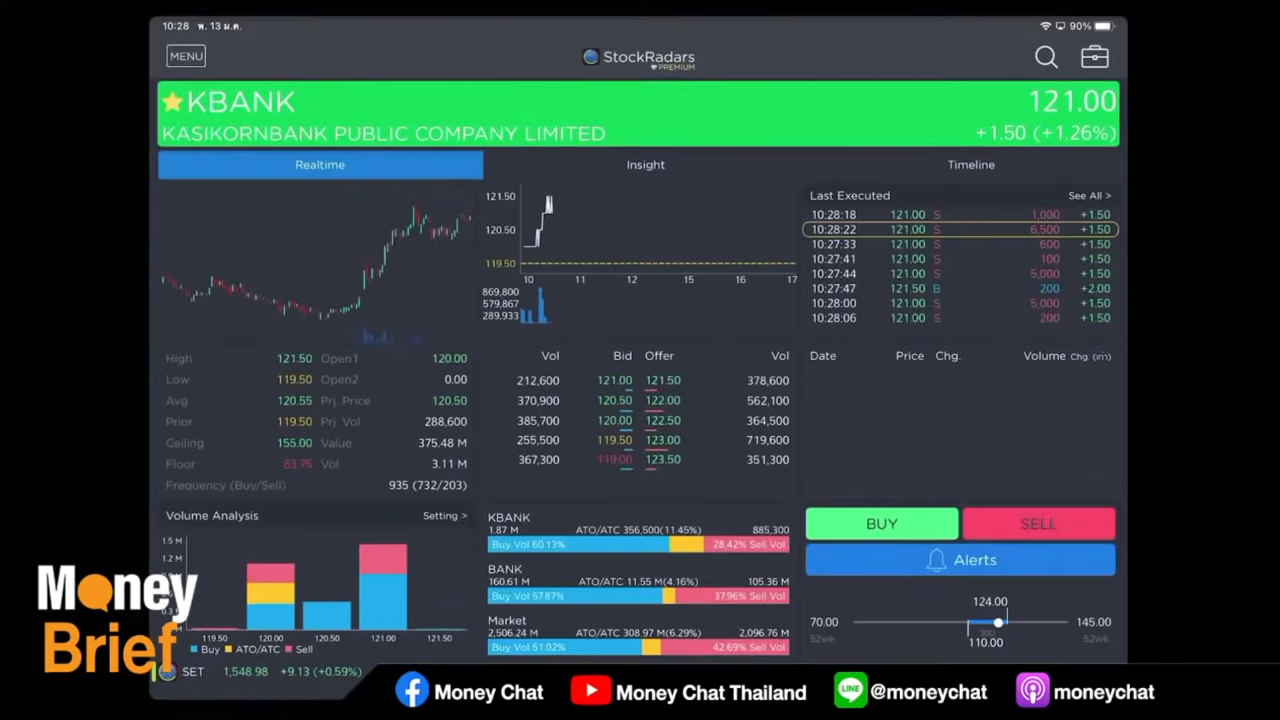 10:28 พ. 13 ม.ค.
90%
MENU
StockRadars
PREMIUM
KBANK
121.00
KASIKORNBANK PUBLIC COMPANY LIMITED
+1.50 (+1.26%)
Realtime
Insight
Timeline
121.50
120.50
119.50
10 11 12 15 16 17
869,800
579,867
289,933
Last Executed See All >
10:28:18 121.00 S 1,000 +1.50
10:28:22 121.00 S 6,500 +1.50
10:27:33 121.00 S 600 +1.50
10:27:41 121.00 S 100 +1.50
10:27:44 121.00 S 5,000 +1.50
10:27:47 121.50 B 200 +2.00
10:28:00 121.00 S 5,000 +1.50
10:28:06 121.00 S 200 +1.50
High 121.50 Open1 120.00
Low 119.50 Open2 0.00
Avg 120.55 Prj. Price 120.50
Prior 119.50 Prj. Vol 288,600
Ceiling 155.00 Value 375.48 M
Floor 83.75 Vol 3.11 M
Frequency (Buy/Sell) 935 (732/203)
Vol Bid Offer Vol
212,600 121.00 121.50 378,600
370,900 120.50 122.00 562,100
385,700 120.00 122.50 364,500
255,500 119.50 123.00 719,600
367,300 119.00 123.50 351,300
Date Price Chg. Volume Chg. (เท่า)
Volume Analysis Setting >
1.5 M
1.2 M
0.3 M
119.50 120.00 120.50 121.00 121.50
Buy ATO/ATC Sell
KBANK
1.87 M ATO/ATC 356,500(11.45%) 885,300
Buy Vol 60.13% 28.42% Sell Vol
BANK
160.61 M ATO/ATC 11.55 M(4.16%) 105.36 M
Buy Vol 57.87% 37.96% Sell Vol
Market
2,506.24 M ATO/ATC 308.97 M(6.29%) 2,096.76 M
Buy Vol 51.02% 42.69% Sell Vol
BUY
SELL
Alerts
124.00
70.00 145.00
52wk 30D 52wk
110.00
SET 1,548.98 +9.13 (+0.59%)
Money
Brief
Money Chat
Money Chat Thailand
@moneychat
moneychat